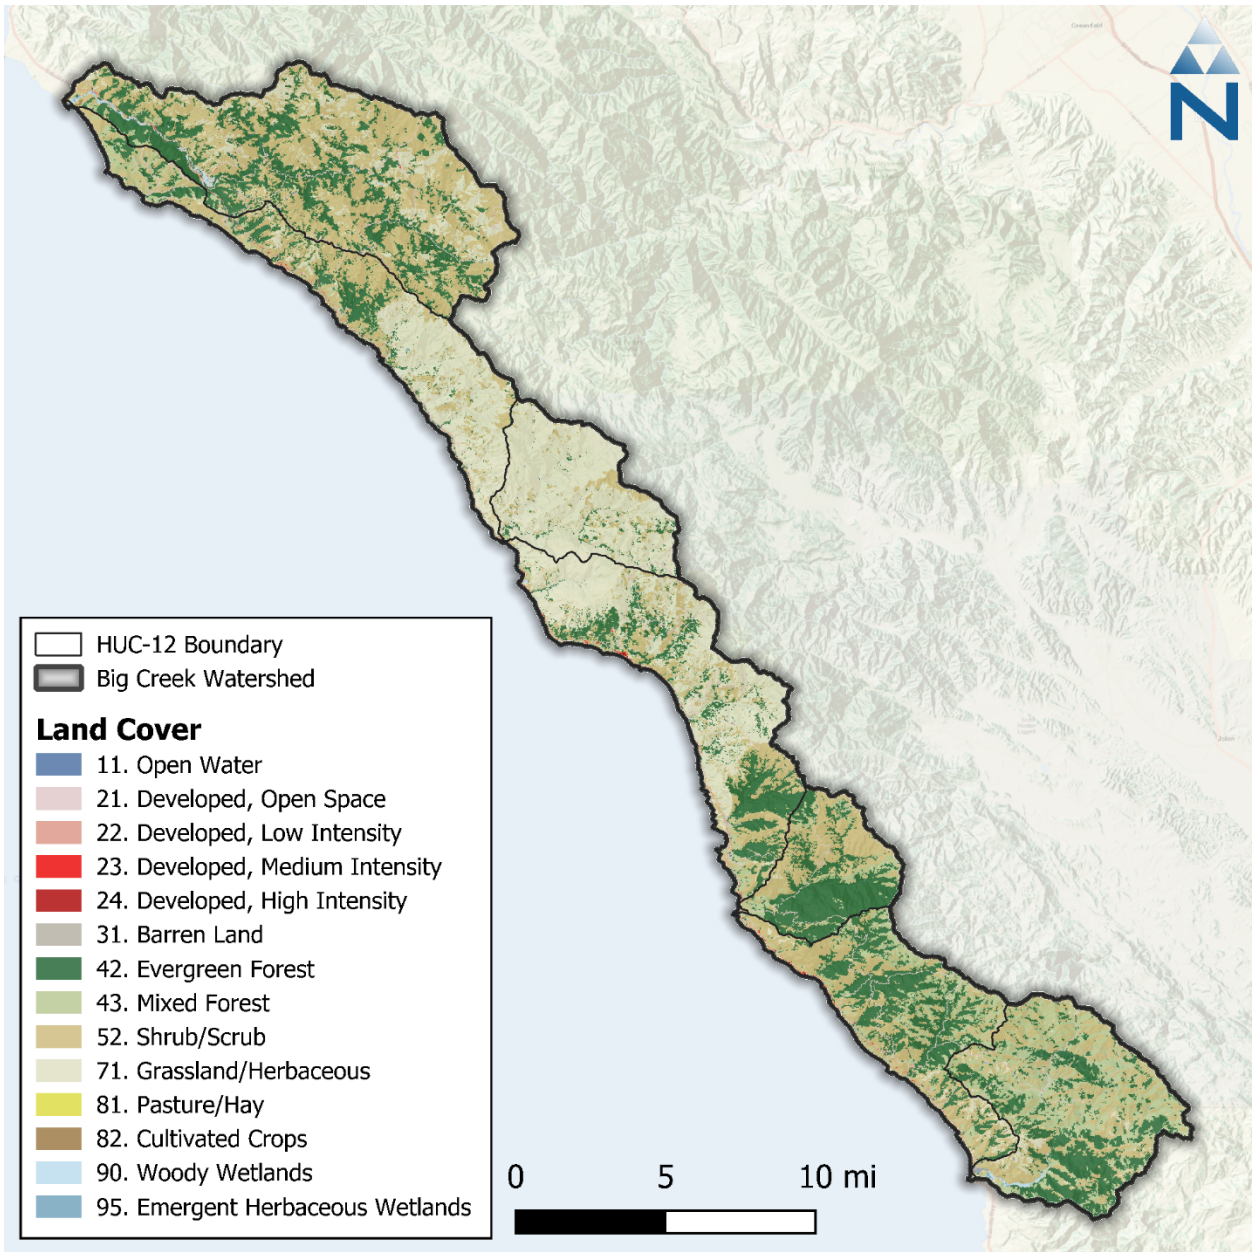 Greenfield
N
HUC-12 Boundary
Big Creek Watershed
Land Cover
11. Open Water
21. Developed, Open Space
22. Developed, Low Intensity
23. Developed, Medium Intensity
24. Developed, High Intensity
31. Barren Land
42. Evergreen Forest
43. Mixed Forest
52. Shrub/Scrub
71. Grassland/Herbaceous
81. Pasture/Hay
82. Cultivated Crops
90. Woody Wetlands
95. Emergent Herbaceous Wetlands
0 5 10 mi